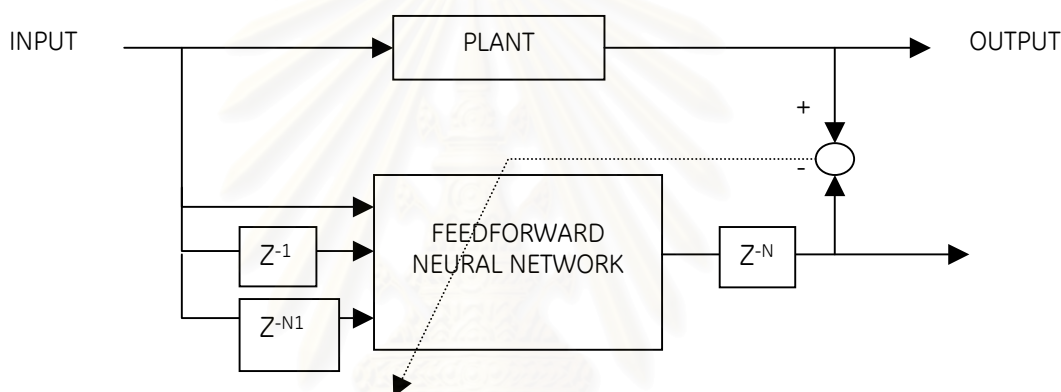 INPUT
PLANT
OUTPUT
+
-
FEEDFORWARD
NEURAL NETWORK
Z-1
Z-N
Z-N1